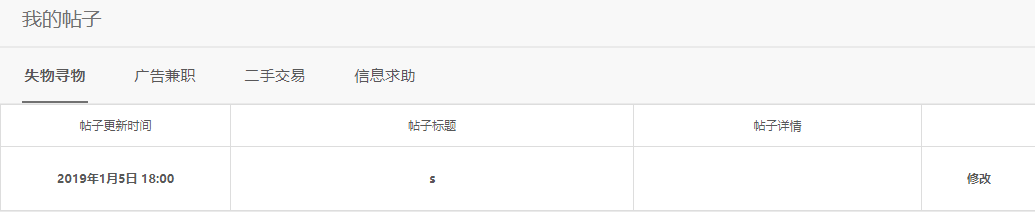 我的帖子
失物寻物 广告兼职 二手交易 信息求助
帖子更新时间 帖子标题 帖子详情
2019年1月5日 18:00 s 修改